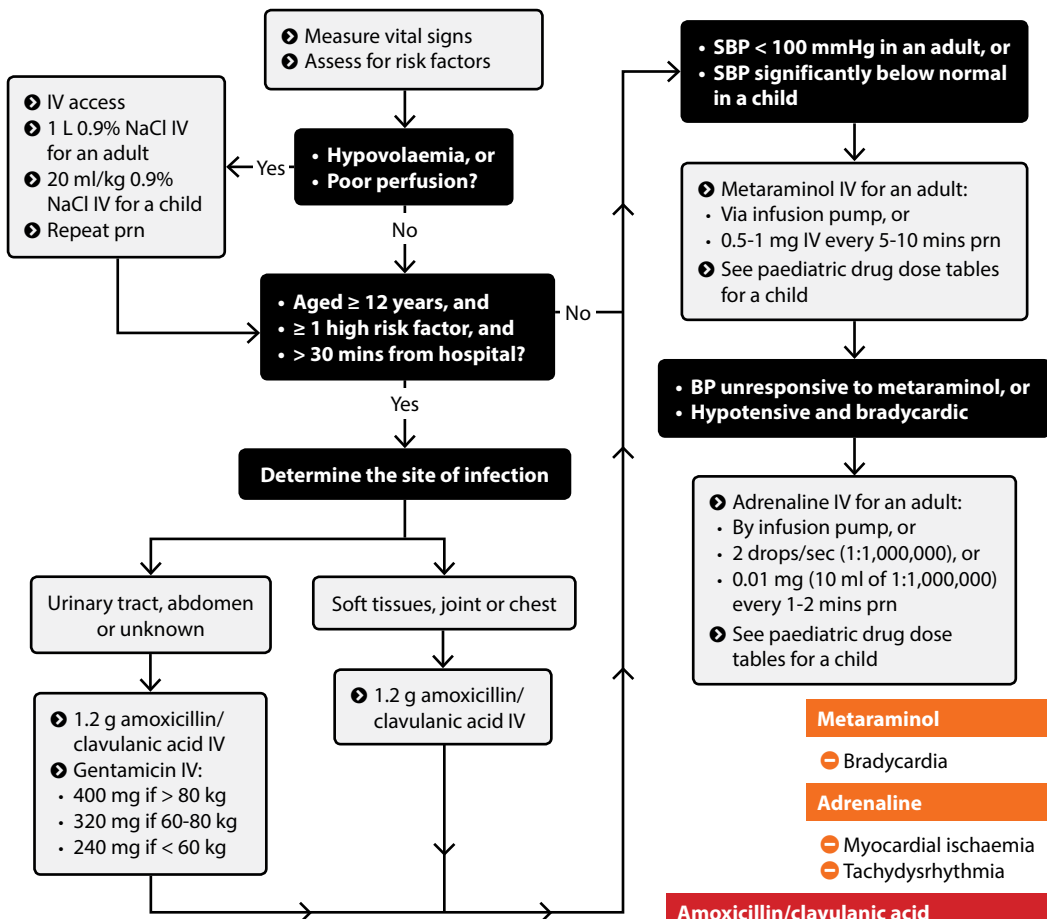 Measure vital signs
Assess for risk factors
• Hypovolaemia, or
• Poor perfusion?
Yes
IV access
1 L 0.9% NaCl IV
for an adult
20 ml/kg 0.9%
NaCl IV for a child
Repeat prn
No
• Aged ≥ 12 years, and
• ≥ 1 high risk factor, and
• > 30 mins from hospital?
No
Yes
Determine the site of infection
Urinary tract, abdomen
or unknown
1.2 g amoxicillin/
clavulanic acid IV
Gentamicin IV:
• 400 mg if > 80 kg
• 320 mg if 60-80 kg
• 240 mg if < 60 kg
Soft tissues, joint or chest
1.2 g amoxicillin/
clavulanic acid IV
• SBP < 100 mmHg in an adult, or
• SBP significantly below normal
in a child
Metaraminol IV for an adult:
• Via infusion pump, or
• 0.5-1 mg IV every 5-10 mins prn
See paediatric drug dose tables
for a child
• BP unresponsive to metaraminol, or
• Hypotensive and bradycardic
Adrenaline IV for an adult:
• By infusion pump, or
• 2 drops/sec (1:1,000,000), or
• 0.01 mg (10 ml of 1:1,000,000)
every 1-2 mins prn
See paediatric drug dose
tables for a child
Metaraminol
Bradycardia
Adrenaline
Myocardial ischaemia
Tachydysrhythmia
Amoxicillin/clavulanic acid